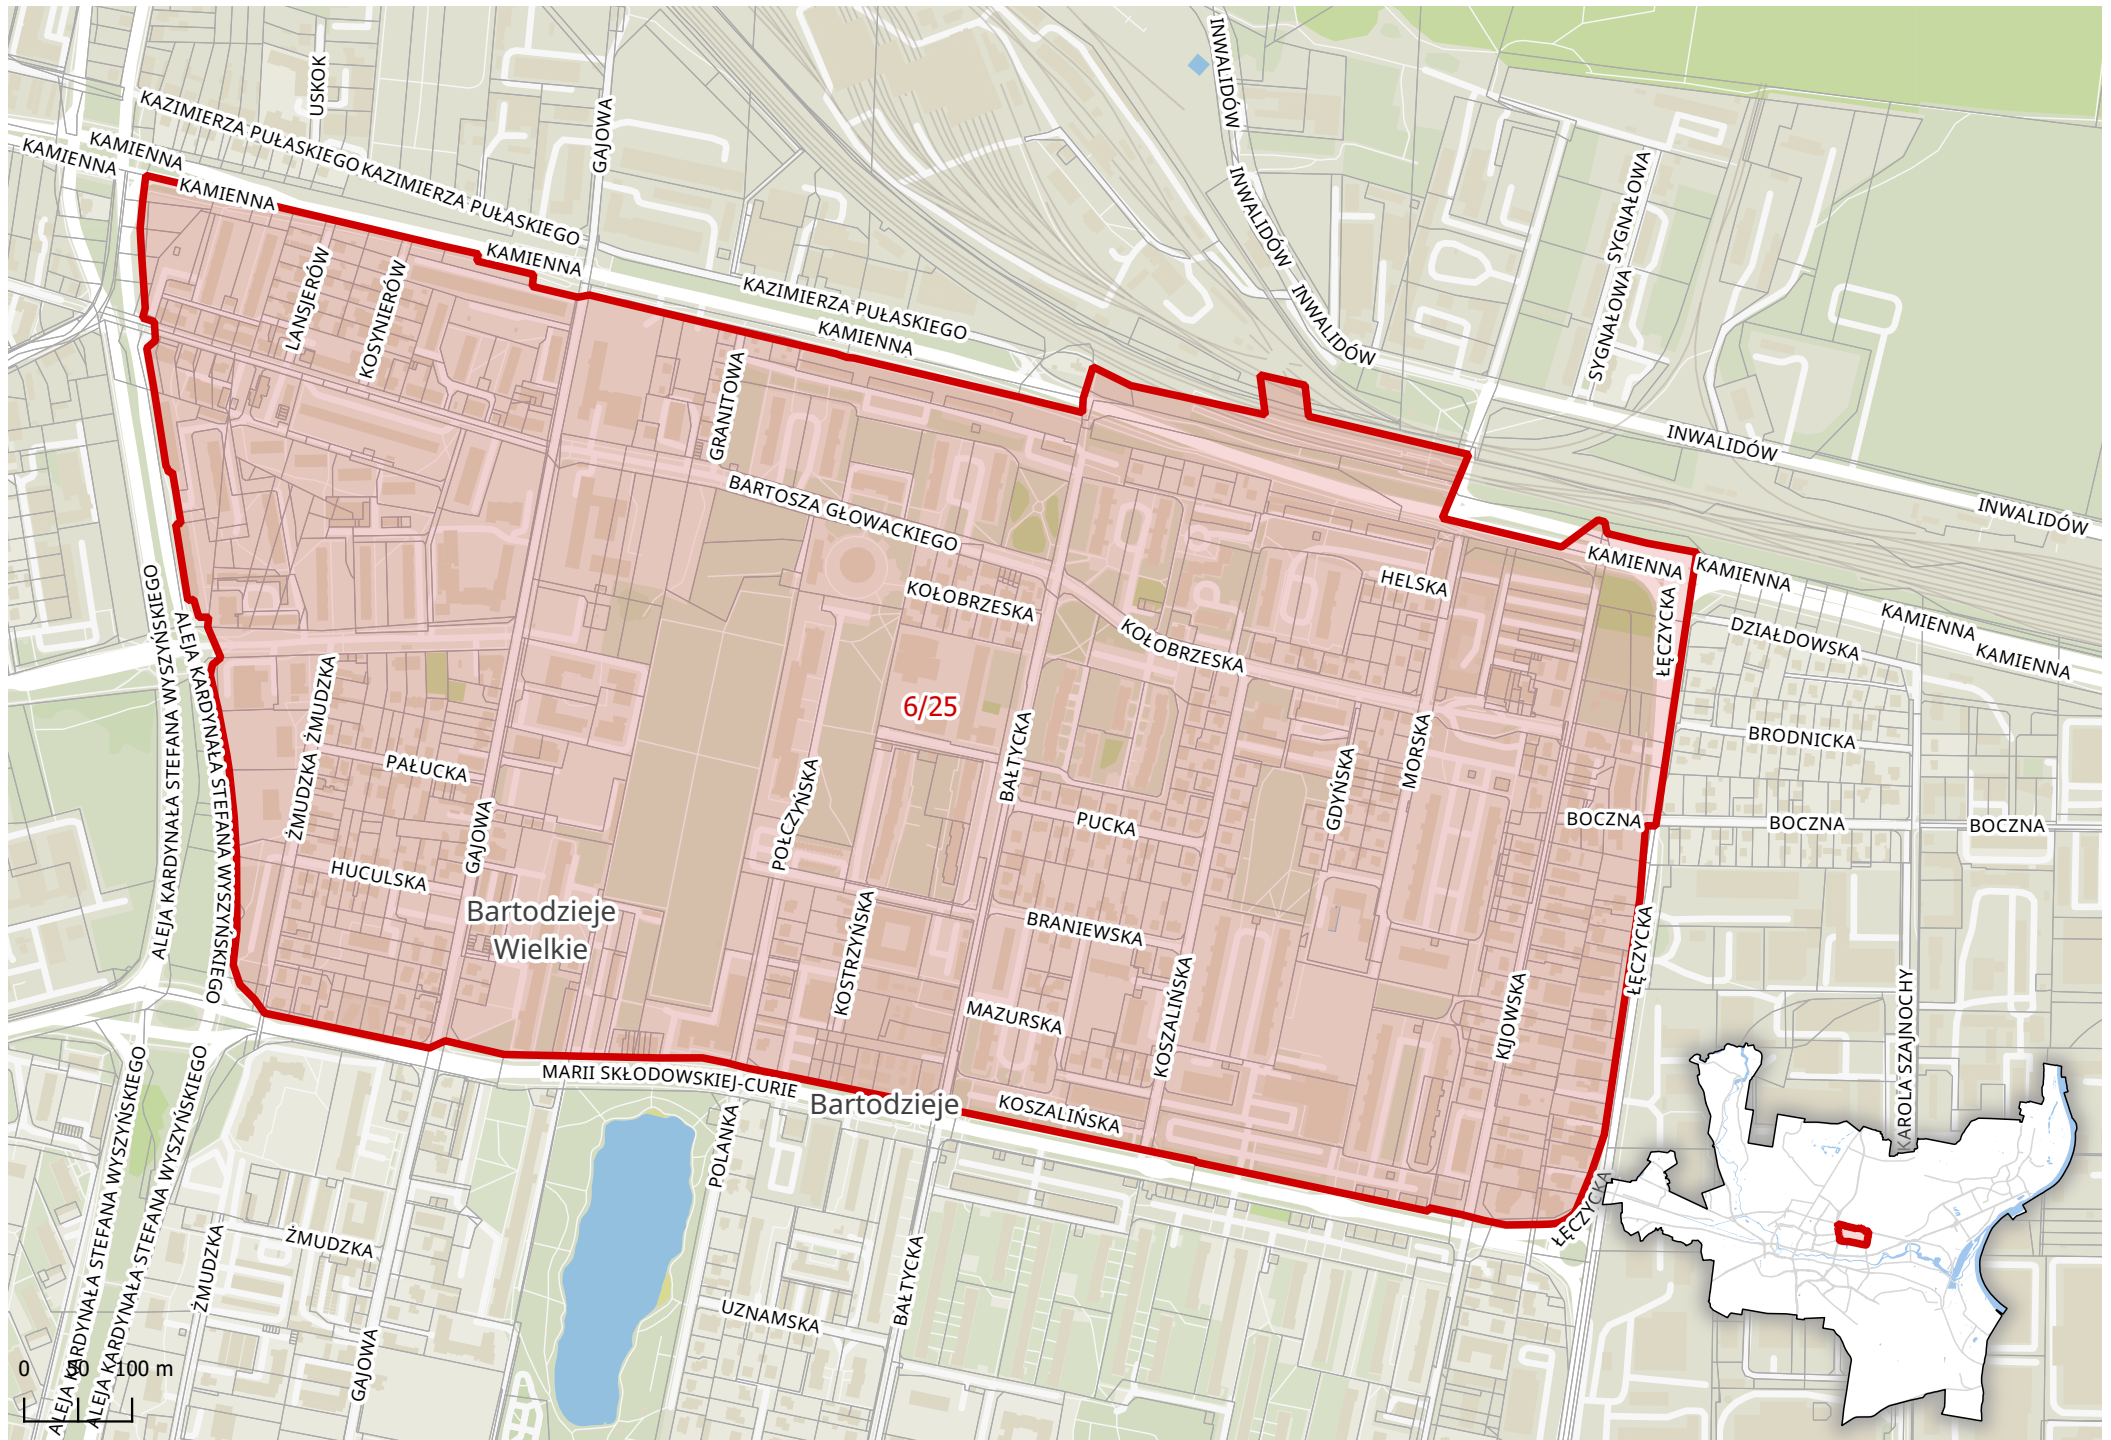 USKOK
INWALIDÓW
KAZIMIERZA PUŁASKIEGO
KAZIMIERZA PUŁASKIEGO
GAJOWA
KAMIENNA
KAMIENNA
KAMIENNA
INWALIDÓW
SYGNAŁOWA
SYGNAŁOWA
KAMIENNA
LANSJERÓW
KOSYNIERÓW
KAZIMIERZA PUŁASKIEGO
KAMIENNA
INWALIDÓW
GRANITOWA
INWALIDÓW
BARTOSZA GŁOWACKIEGO
INWALIDÓW
KAMIENNA
KAMIENNA
HELSKA
KOŁOBRZESKA
KOŁOBRZESKA
ŁĘCZYCKA
KAMIENNA
KAMIENNA
DZIAŁDOWSKA
ALEJA KARDYNAŁA STEFANA WYSZYŃSKIEGO
ALEJA KARDYNAŁA STEFANA WYSZYŃSKIEGO
ŻMUDZKA
ŻMUDZKA
6/25
PAŁUCKA
BAŁTYCKA
MORSKA
BRODNICKA
POŁCZYŃSKA
GDYŃSKA
GAJOWA
PUCKA
BOCZNA
BOCZNA
BOCZNA
HUCULSKA
Bartodzieje
Wielkie
KOSTRZYŃSKA
BRANIEWSKA
ŁĘCZYCKA
KOSZALIŃSKA
KIJOWSKA
MAZURSKA
KAROLA SZAJNOCHY
MARII SKŁODOWSKIEJ-CURIE
Bartodzieje
KOSZALIŃSKA
POLANKA
ŁĘCZYCKA
ALEJA KARDYNAŁA STEFANA WYSZYŃSKIEGO
ALEJA KARDYNAŁA STEFANA WYSZYŃSKIEGO
ŻMUDZKA
ŻMUDZKA
BAŁTYCKA
UZNAMSKA
GAJOWA
0 50 100 m